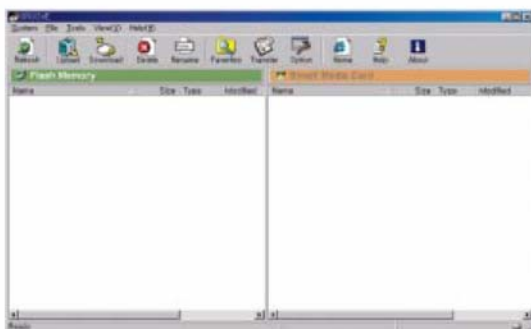 System File Tools View(V) Help(H)
Refresh Upload Download Delete Rename Favorites Transfer Option Home Help About
Flash Memory Smart Media Card
Name Size Type Modified Name Size Type Modified
Ready